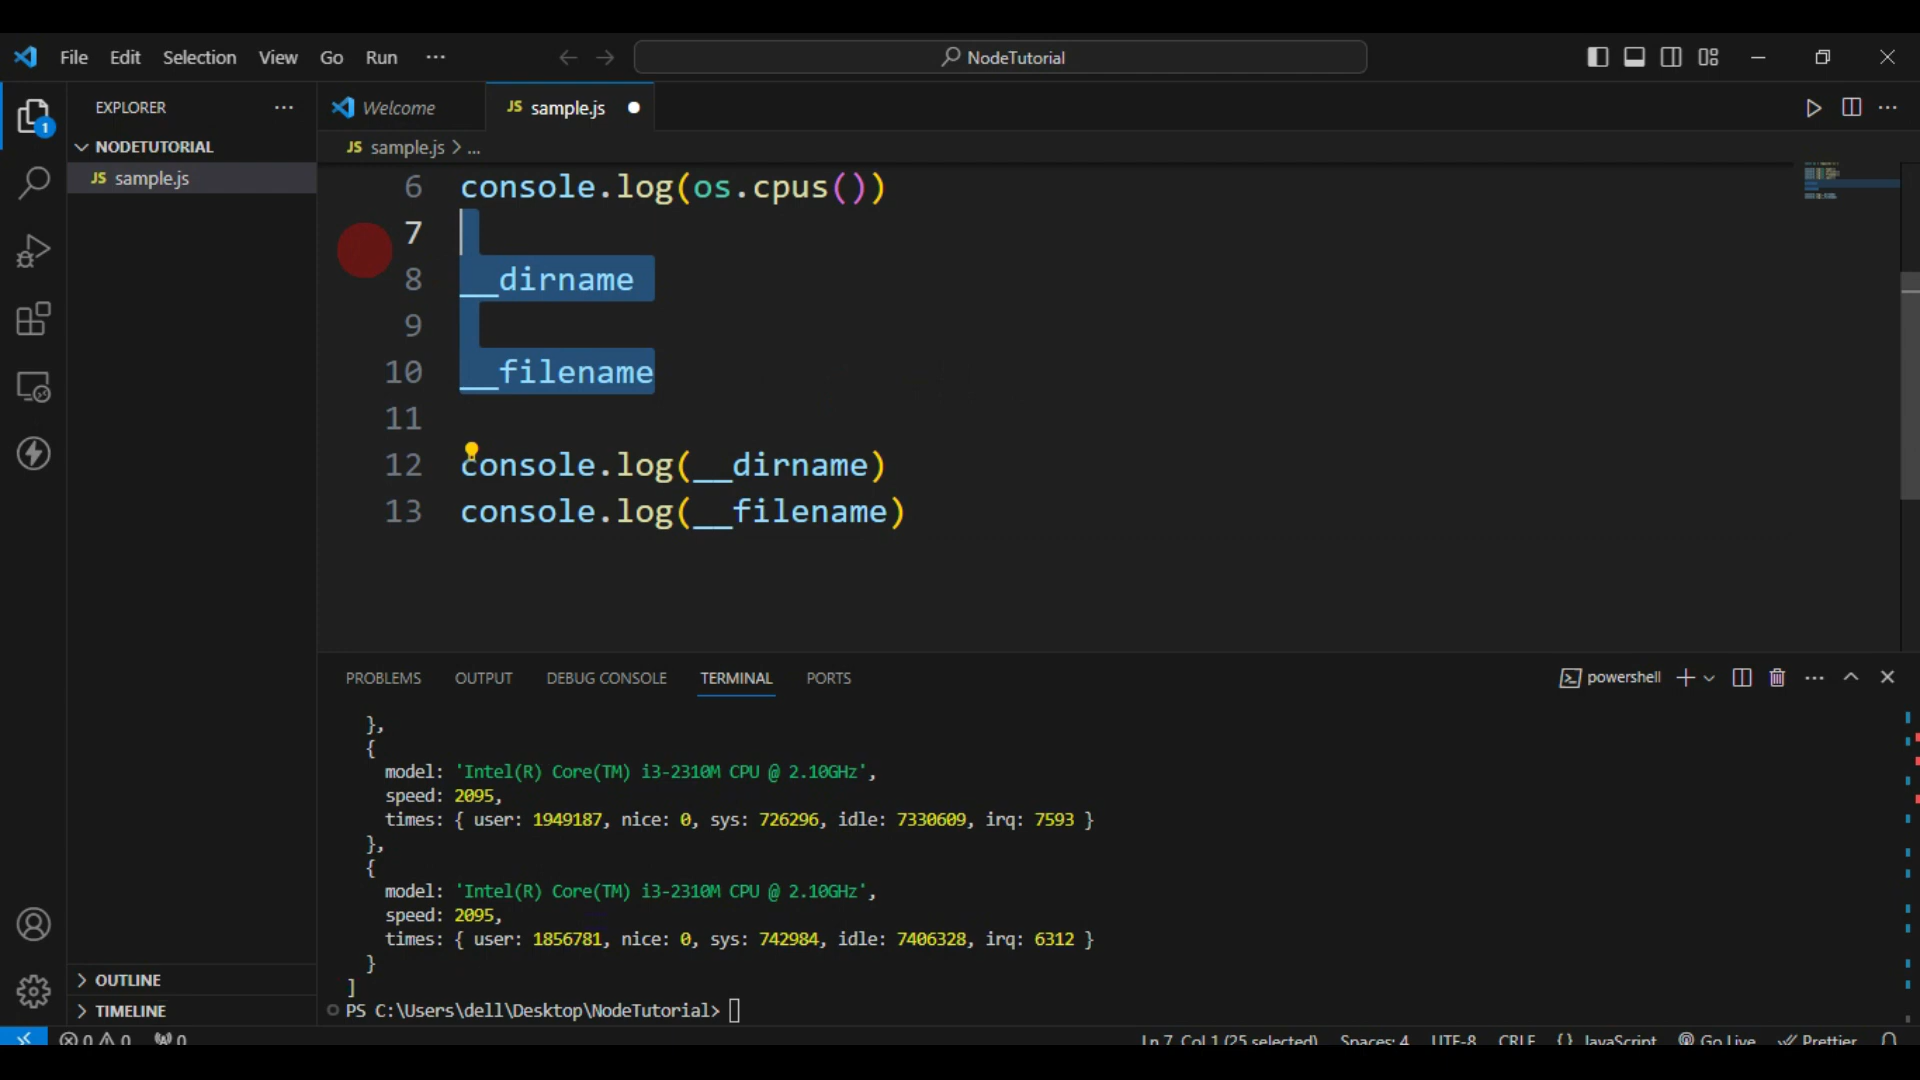 File Edit Selection View Go Run ...
NodeTutorial
EXPLORER ...
1
NODETUTORIAL
JS sample.js
Welcome
JS sample.js
JS sample.js > ...
6 console.log(os.cpus())
7
8 __dirname
9
10 __filename
11
12 console.log(__dirname)
13 console.log(__filename)
PROBLEMS OUTPUT DEBUG CONSOLE TERMINAL PORTS
powershell
},
{
model: 'Intel(R) Core(TM) i3-2310M CPU @ 2.10GHz',
speed: 2095,
times: { user: 1949187, nice: 0, sys: 726296, idle: 7330609, irq: 7593 }
},
{
model: 'Intel(R) Core(TM) i3-2310M CPU @ 2.10GHz',
speed: 2095,
times: { user: 1856781, nice: 0, sys: 742984, idle: 7406328, irq: 6312 }
}
]
PS C:\Users\dell\Desktop\NodeTutorial>
OUTLINE
TIMELINE
0 0 0
Ln 7, Col 1 (25 selected) Spaces: 4 UTF-8 CRLF {} JavaScript Go Live Prettier